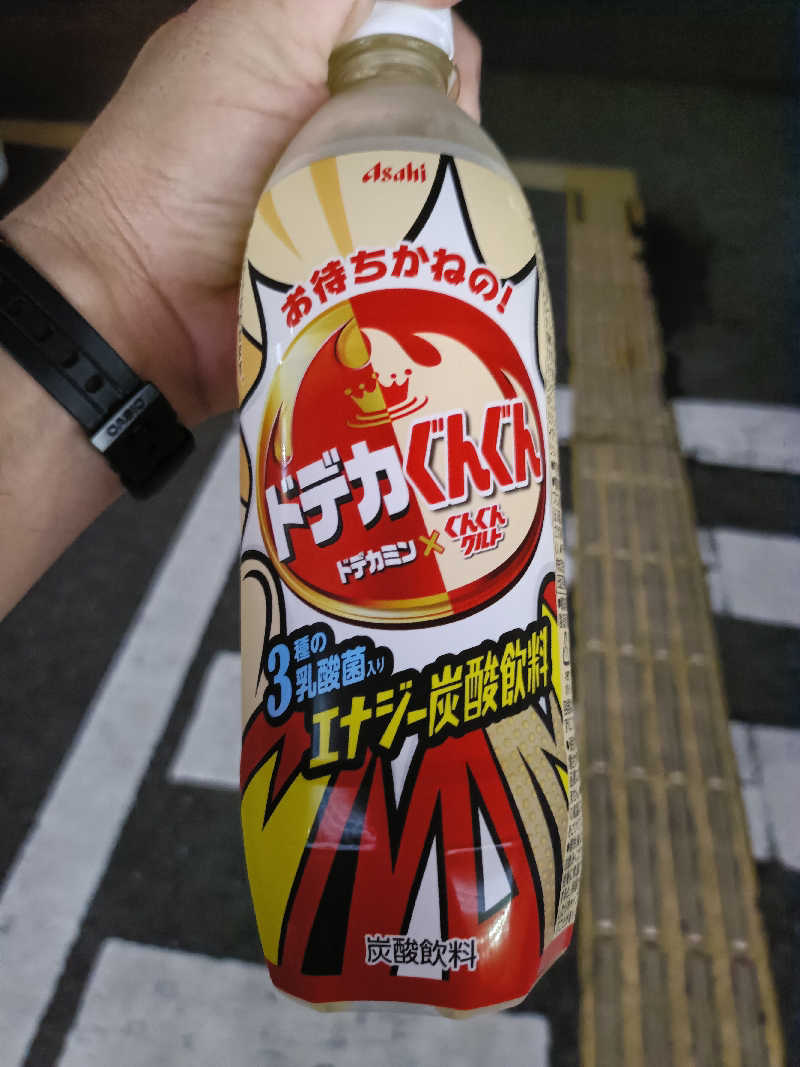 Asahi
お待ちかねの!
ドデカぐんぐん
ドデカミン×ぐんぐん
グルト
3種の
乳酸菌入り
エナジー炭酸飲料
炭酸飲料
CASIO